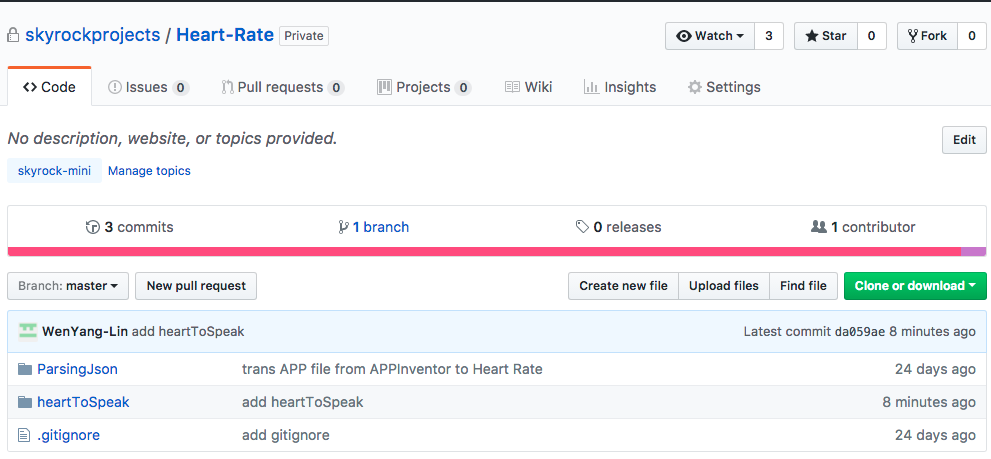 skyrockprojects / Heart-Rate Private Watch 3 Star 0 Fork 0
Code Issues 0 Pull requests 0 Projects 0 Wiki Insights Settings
No description, website, or topics provided. Edit
skyrock-mini Manage topics
3 commits 1 branch 0 releases 1 contributor
Branch: master New pull request Create new file Upload files Find file Clone or download
WenYang-Lin add heartToSpeak Latest commit da059ae 8 minutes ago
ParsingJson trans APP file from APPInventor to Heart Rate 24 days ago
heartToSpeak add heartToSpeak 8 minutes ago
.gitignore add gitignore 24 days ago